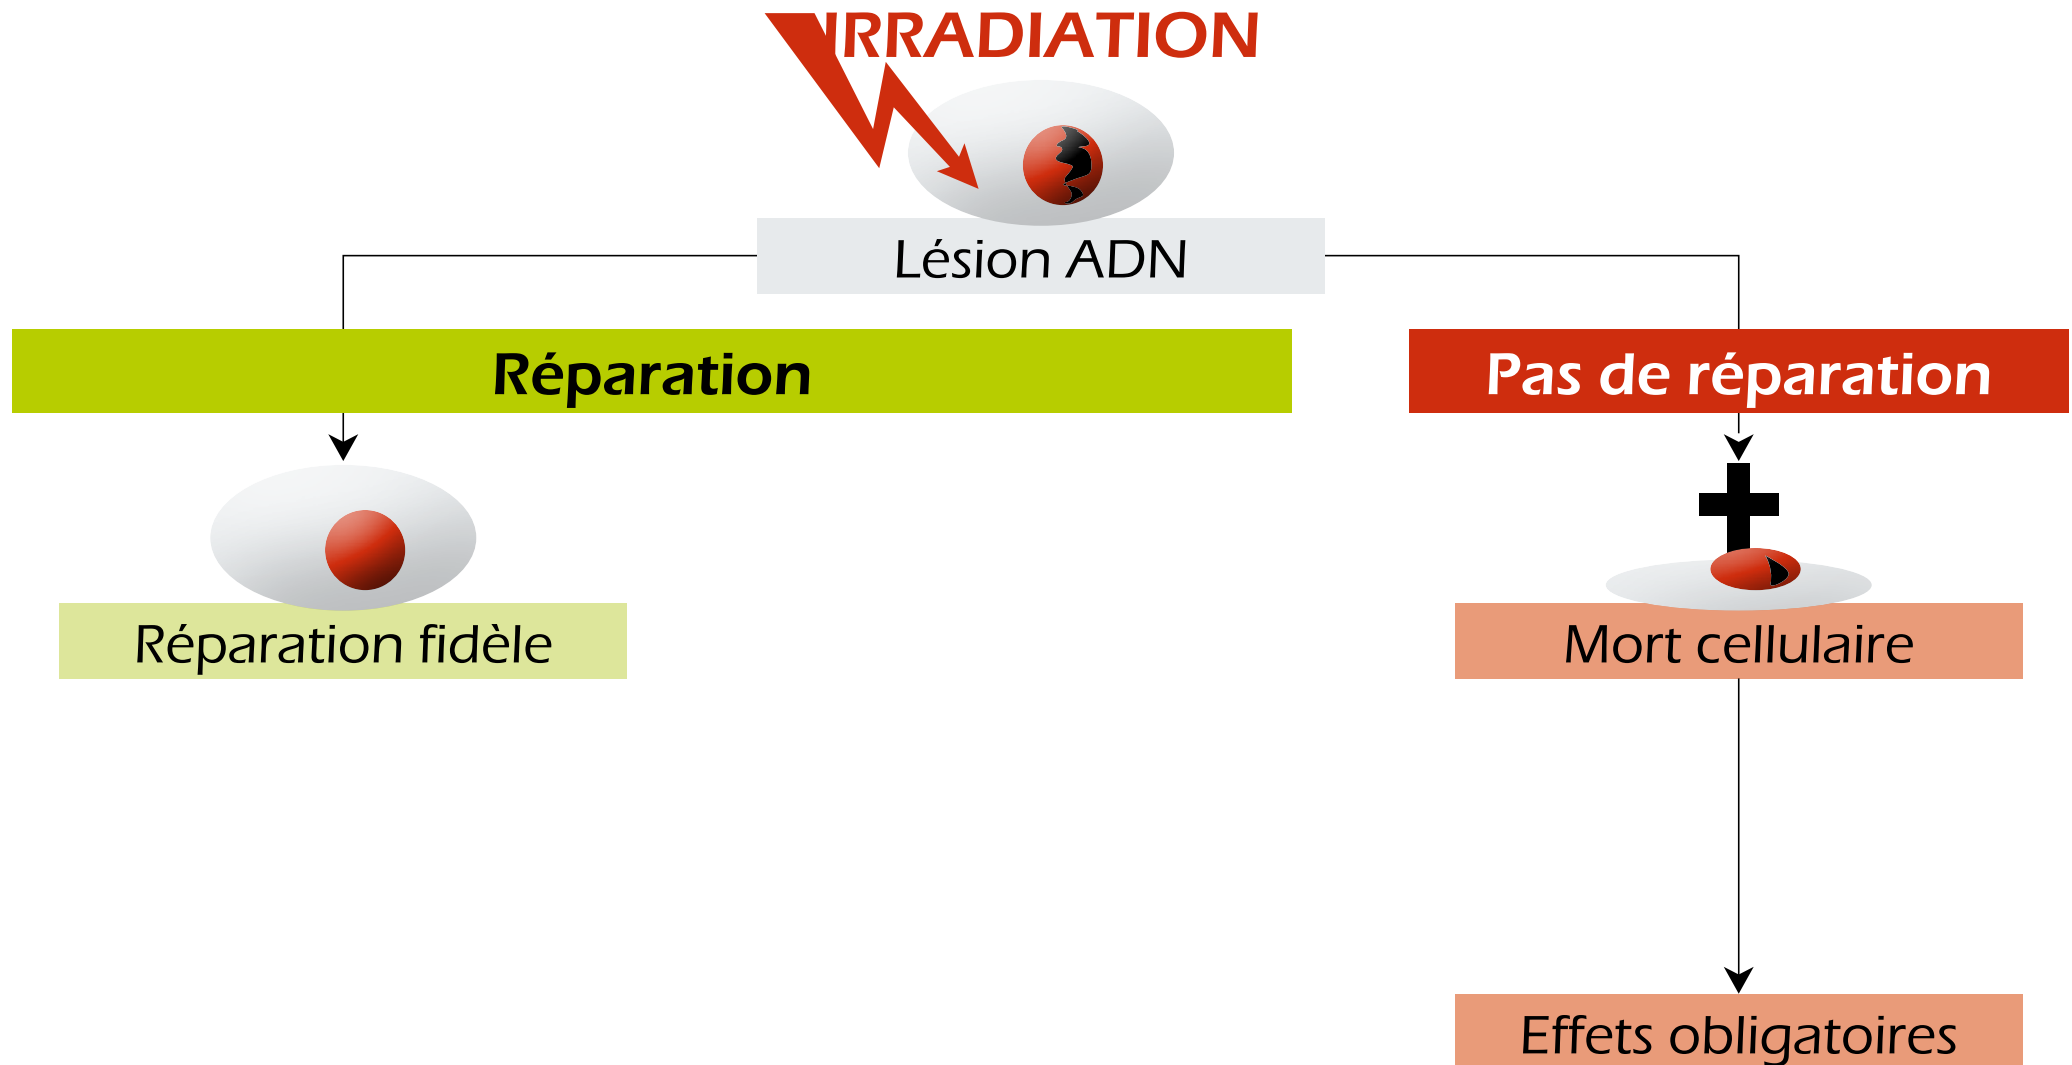 IRRADIATION
Lésion ADN
Réparation
Pas de réparation
Réparation fidèle
Mort cellulaire
Effets obligatoires